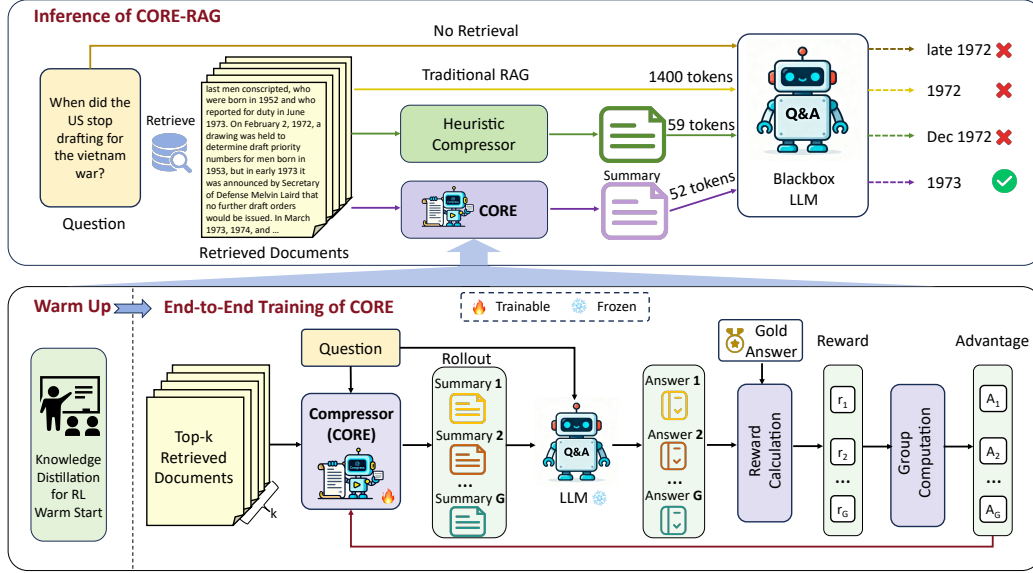 Inference of CORE-RAG
No Retrieval
When did the
US stop
drafting for
the vietnam
war?
Question
Retrieve
last men conscripted, who
were born in 1952 and who
reported for duty in June
1973. On February 2, 1972, a
drawing was held to
determine draft priority
numbers for men born in
1953, but in early 1973 it
was announced by Secretary
of Defense Melvin Laird that
no further draft orders
would be issued. In March
1973, 1974, and ...
Retrieved Documents
Traditional RAG
1400 tokens
Heuristic
Compressor
59 tokens
Summary
CORE
52 tokens
Q&A
Blackbox
LLM
late 1972
1972
Dec 1972
1973
Warm Up
End-to-End Training of CORE
Trainable
Frozen
Knowledge
Distillation
for RL
Warm Start
Top-k
Retrieved
Documents
k
Question
Compressor
(CORE)
Rollout
Summary 1
Summary 2
...
Summary G
Q&A
LLM
Answer 1
Answer 2
...
Answer G
Gold
Answer
Reward
Calculation
Reward
r1
r2
...
rG
Group
Computation
Advantage
A1
A2
...
AG